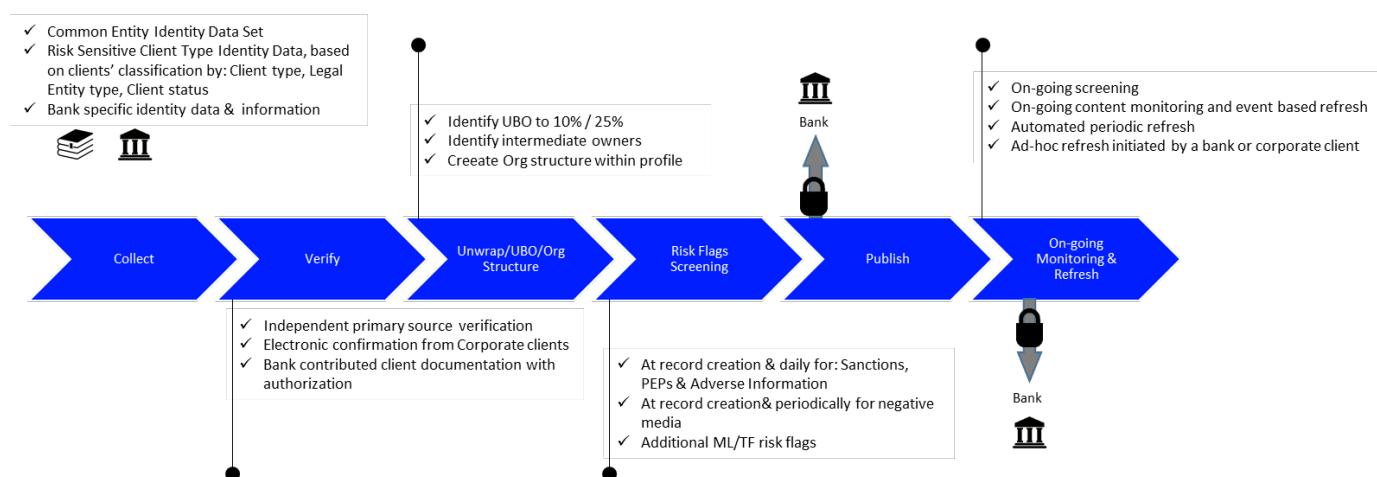 ✓ Common Entity Identity Data Set
✓ Risk Sensitive Client Type Identity Data, based
on clients' classification by: Client type, Legal
Entity type, Client status
✓ Bank specific identity data & information
✓ Identify UBO to 10% / 25%
✓ Identify intermediate owners
✓ Creeate Org structure within profile
Bank
✓ On-going screening
✓ On-going content monitoring and event based refresh
✓ Automated periodic refresh
✓ Ad-hoc refresh initiated by a bank or corporate client
Collect
Verify
Unwrap/UBO/Org
Structure
Risk Flags
Screening
Publish
On-going
Monitoring &
Refresh
✓ Independent primary source verification
✓ Electronic confirmation from Corporate clients
✓ Bank contributed client documentation with
authorization
✓ At record creation & daily for: Sanctions,
PEPs & Adverse Information
✓ At record creation& periodically for negative
media
✓ Additional ML/TF risk flags
Bank